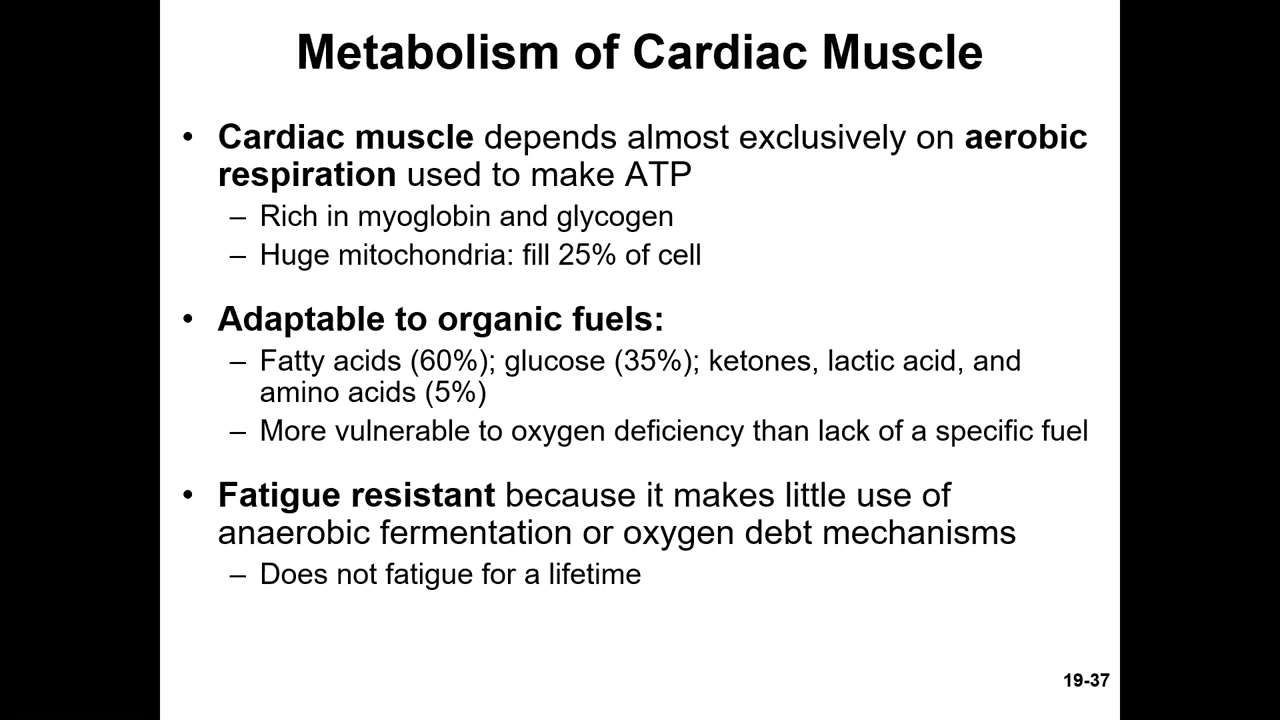 Metabolism of Cardiac Muscle
• Cardiac muscle depends almost exclusively on aerobic
respiration used to make ATP
– Rich in myoglobin and glycogen
– Huge mitochondria: fill 25% of cell
• Adaptable to organic fuels:
– Fatty acids (60%); glucose (35%); ketones, lactic acid, and
amino acids (5%)
– More vulnerable to oxygen deficiency than lack of a specific fuel
• Fatigue resistant because it makes little use of
anaerobic fermentation or oxygen debt mechanisms
– Does not fatigue for a lifetime
19-37